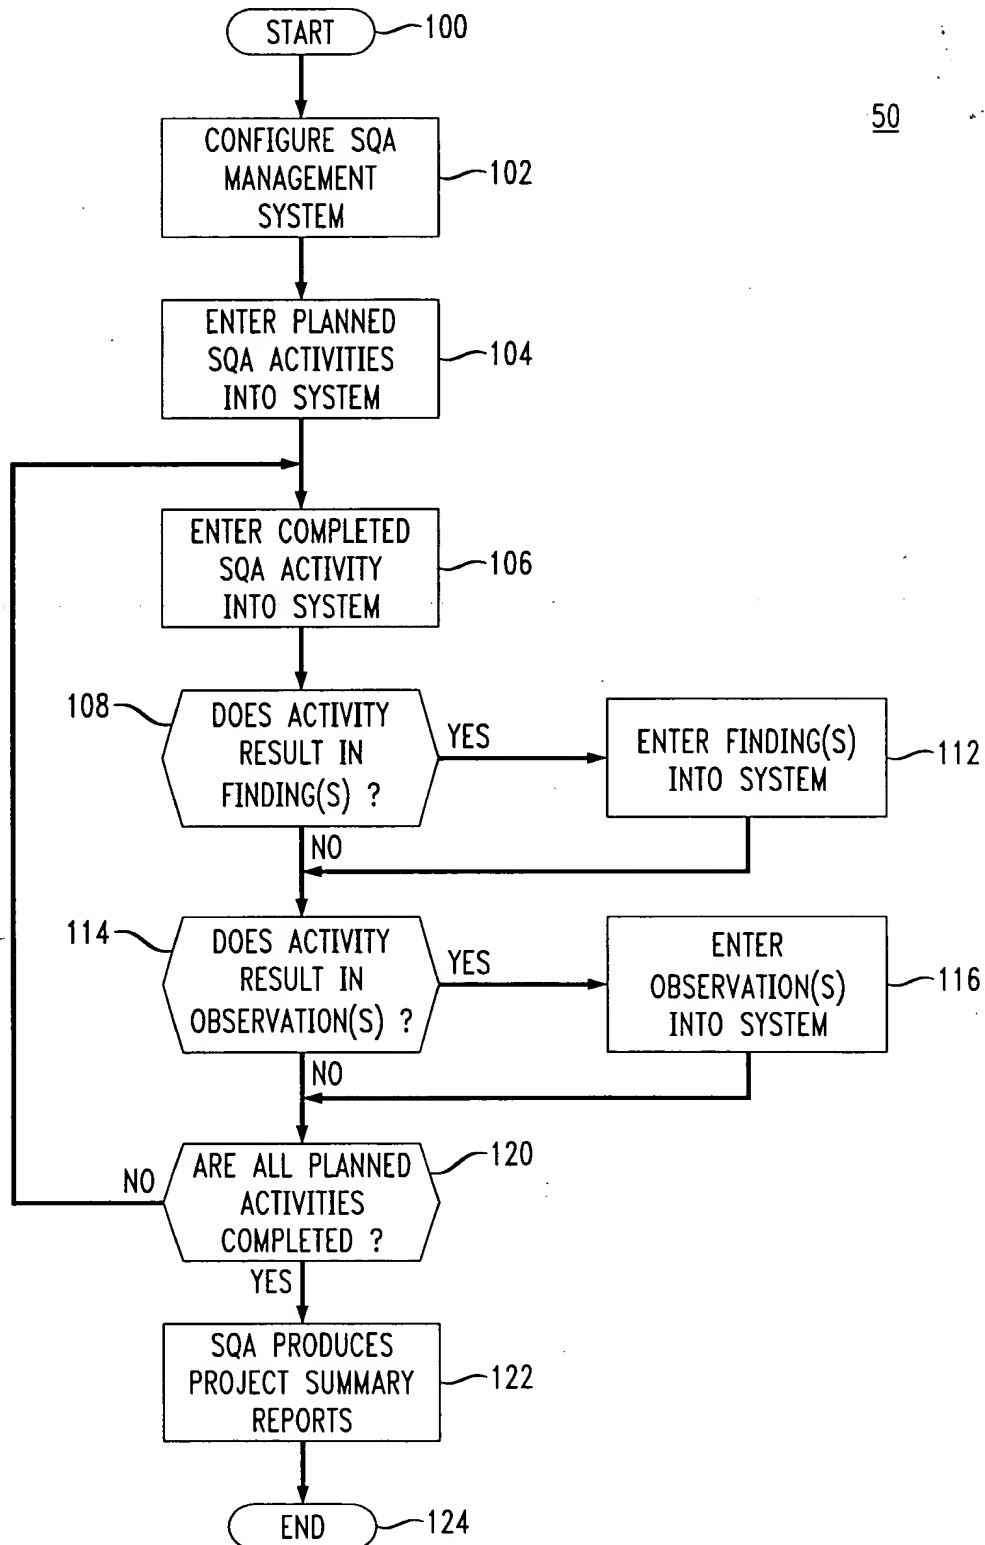 START
100
50
CONFIGURE SQA
MANAGEMENT
SYSTEM
102
ENTER PLANNED
SQA ACTIVITIES
INTO SYSTEM
104
ENTER COMPLETED
SQA ACTIVITY
INTO SYSTEM
106
108
DOES ACTIVITY
RESULT IN
FINDING(S) ?
YES
ENTER FINDING(S)
INTO SYSTEM
112
NO
114
DOES ACTIVITY
RESULT IN
OBSERVATION(S) ?
YES
ENTER
OBSERVATION(S)
INTO SYSTEM
116
NO
ARE ALL PLANNED
ACTIVITIES
COMPLETED ?
120
NO
YES
SQA PRODUCES
PROJECT SUMMARY
REPORTS
122
END
124